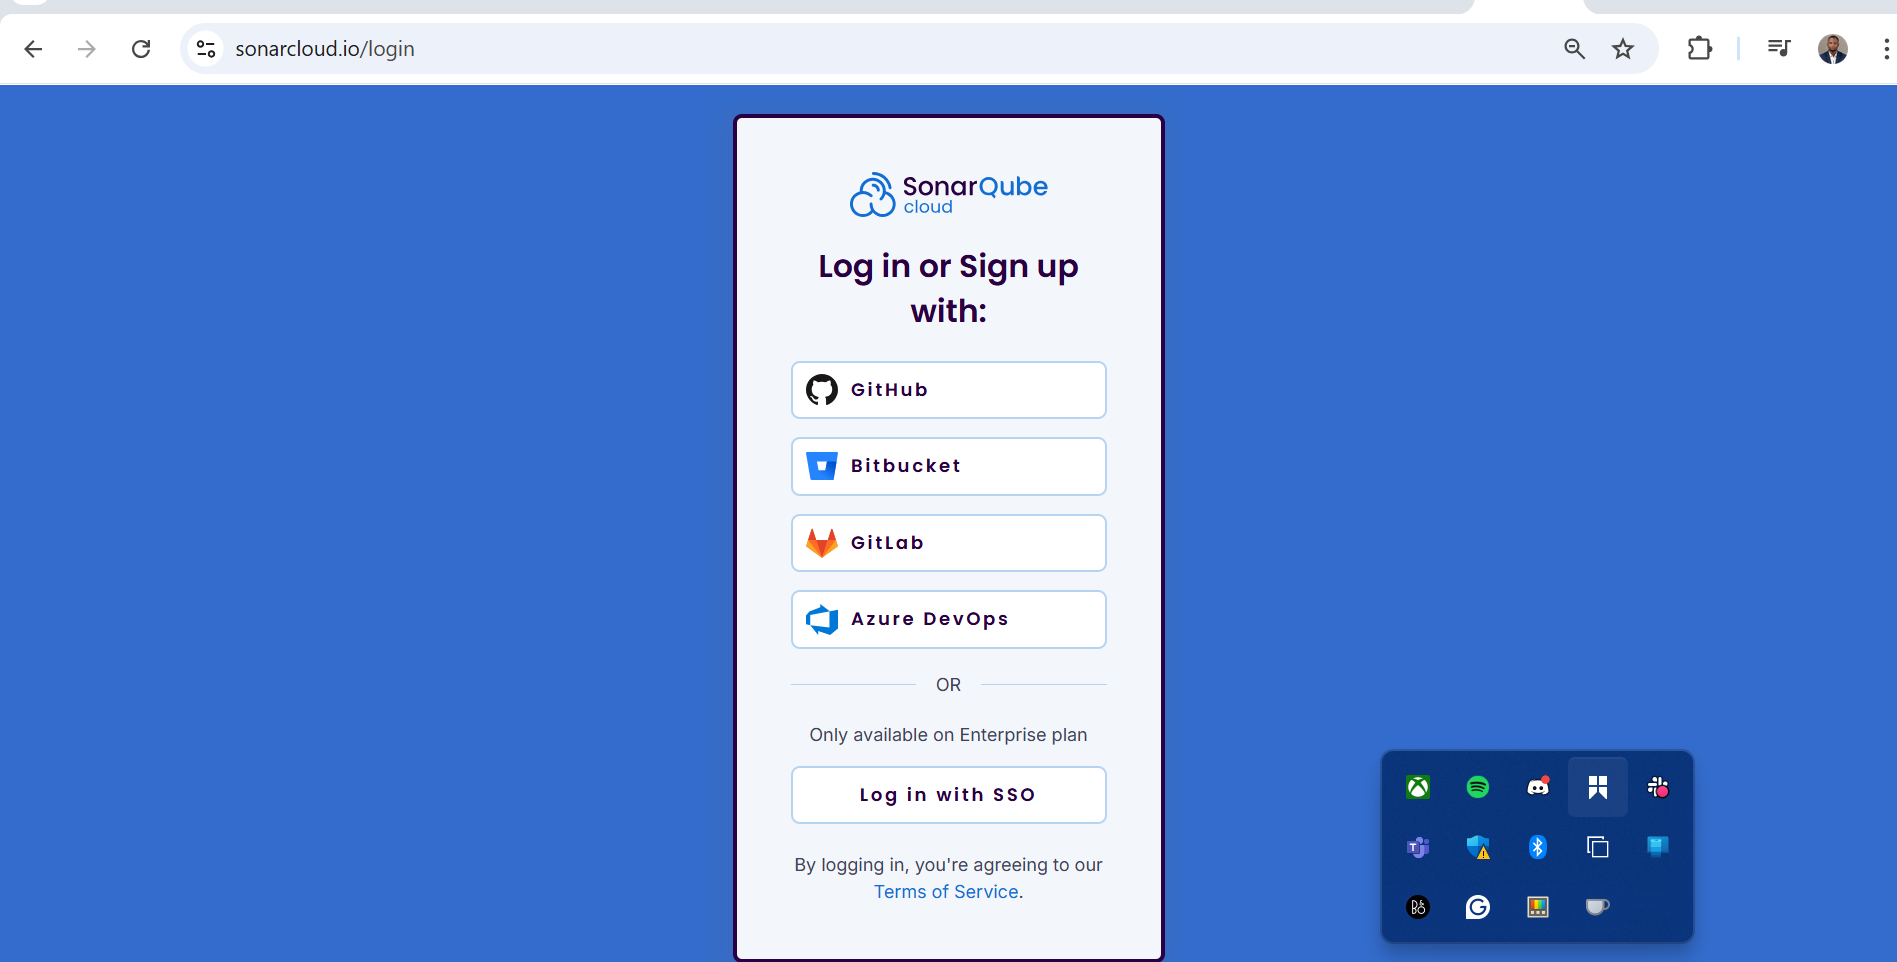 sonarcloud.io/login
SonarQube
cloud
Log in or Sign up
with:
GitHub
Bitbucket
GitLab
Azure DevOps
OR
Only available on Enterprise plan
Log in with SSO
By logging in, you're agreeing to our
Terms of Service.